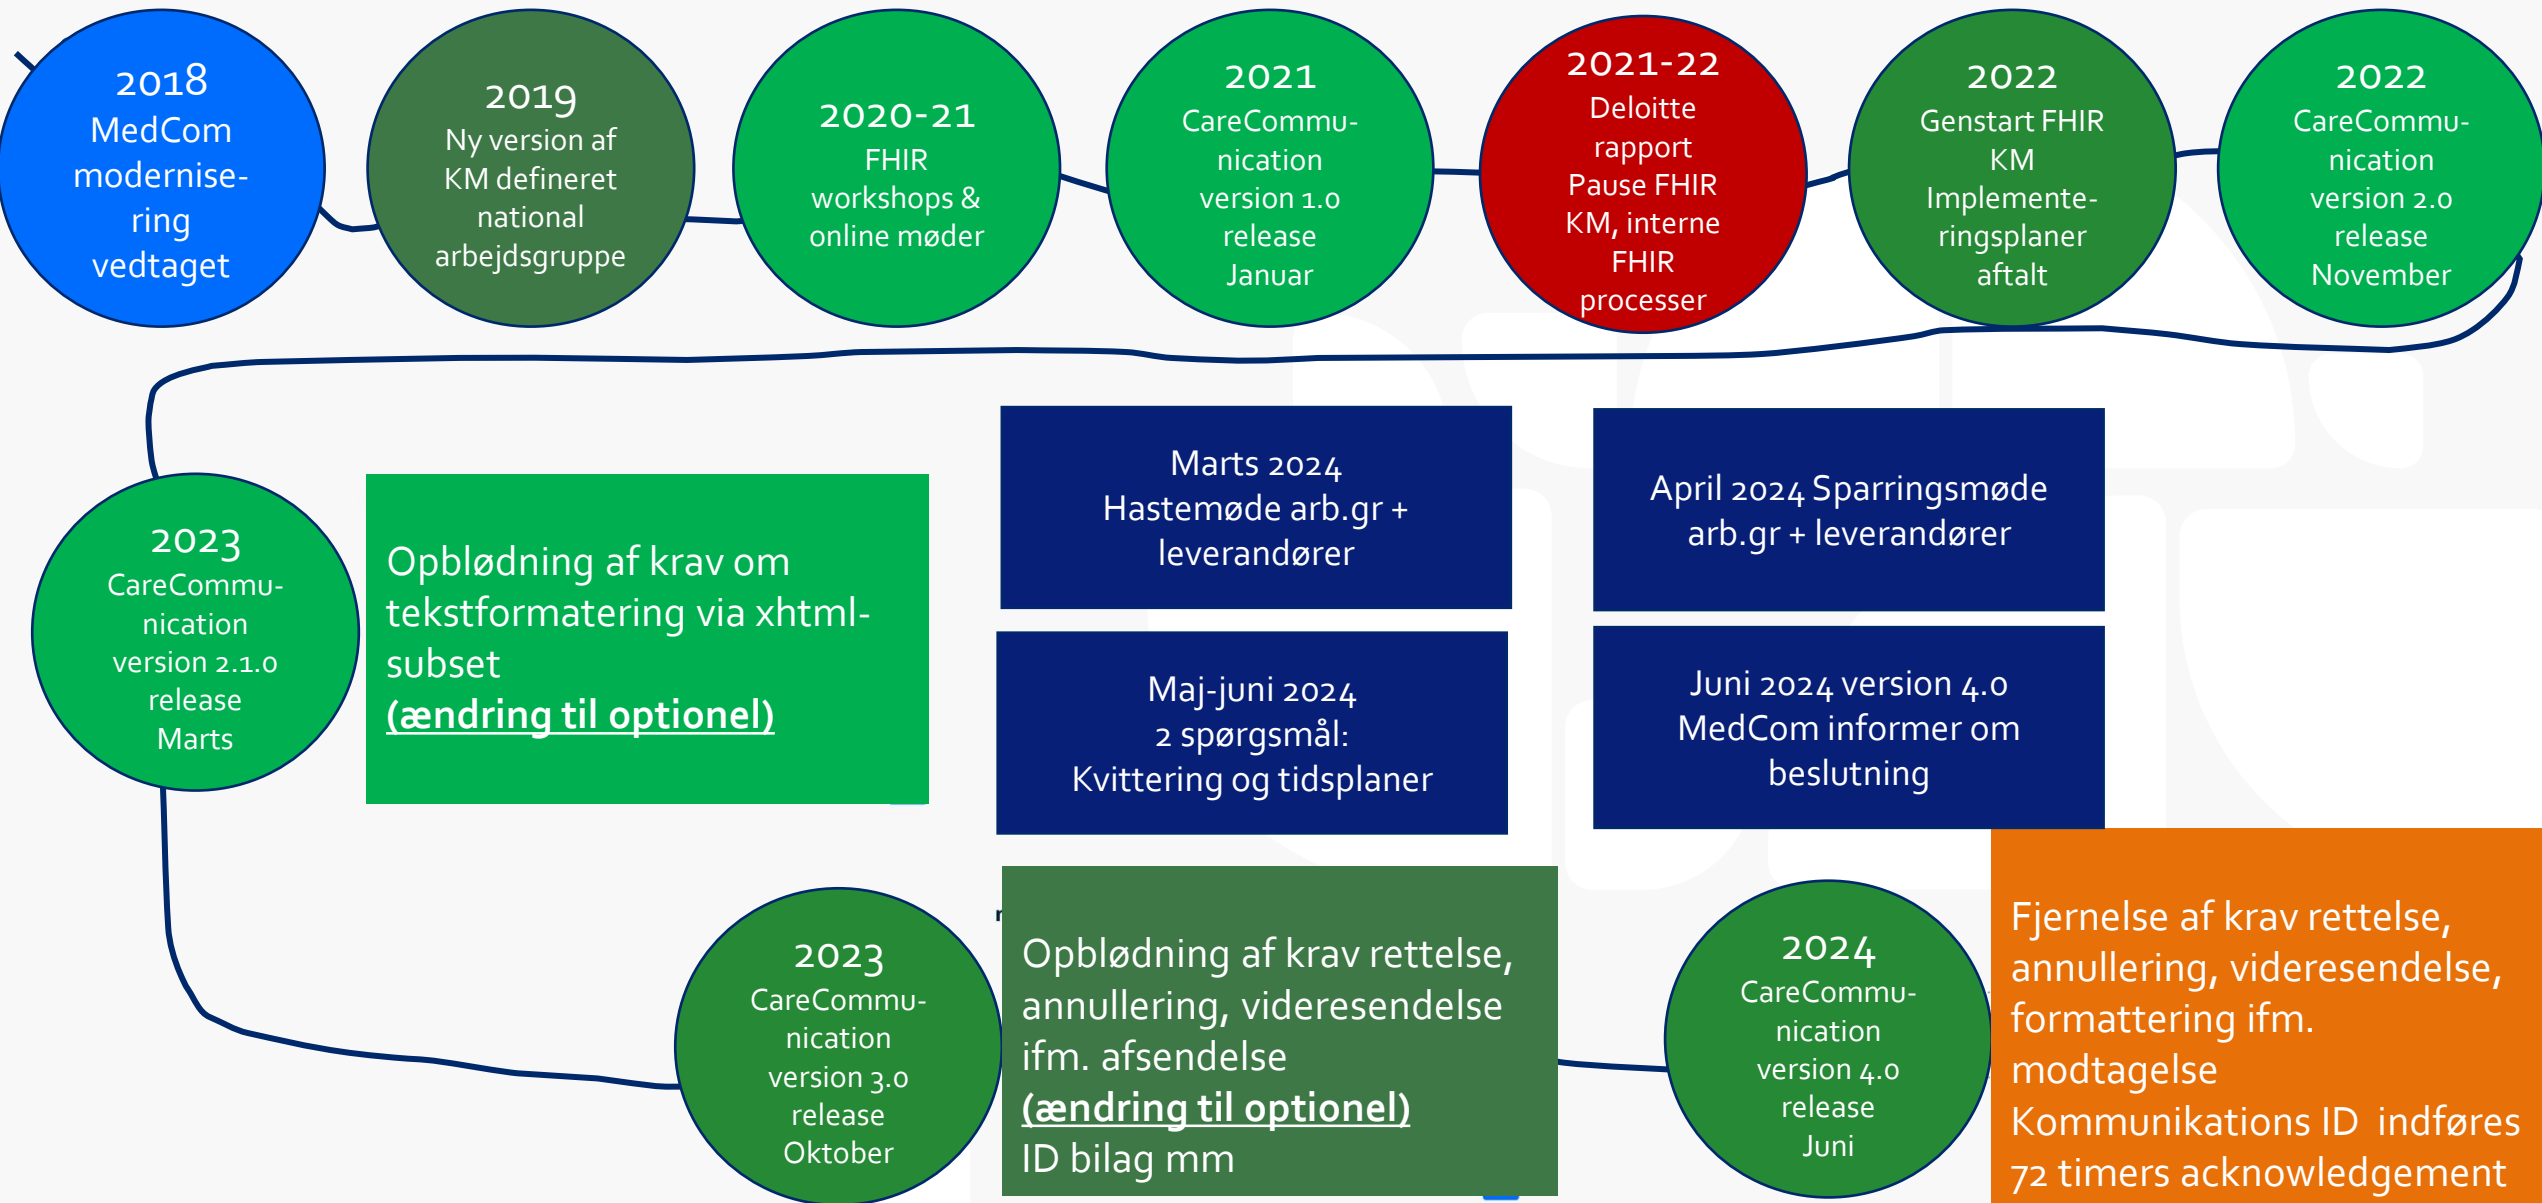 2018
MedCom
modernise-
ring
vedtaget
2019
Ny version af
KM defineret
national
arbejdsgruppe
2020-21
FHIR
workshops &
online møder
2021
CareCommu-
nication
version 1.0
release
Januar
2021-22
Deloitte
rapport
Pause FHIR
KM, interne
FHIR
processer
2022
Genstart FHIR
KM
Implemente-
ringsplaner
aftalt
2022
CareCommu-
nication
version 2.0
release
November
2023
CareCommu-
nication
version 2.1.0
release
Marts
Opblødning af krav om
tekstformatering via xhtml-
subset
(ændring til optionel)
Marts 2024
Hastemøde arb.gr +
leverandører
April 2024 Sparringsmøde
arb.gr + leverandører
Maj-juni 2024
2 spørgsmål:
Kvittering og tidsplaner
Juni 2024 version 4.0
MedCom informer om
beslutning
2023
CareCommu-
nication
version 3.0
release
Oktober
Opblødning af krav rettelse,
annullering, videresendelse
ifm. afsendelse
(ændring til optionel)
ID bilag mm
2024
CareCommu-
nication
version 4.0
release
Juni
Fjernelse af krav rettelse,
annullering, videresendelse,
formattering ifm.
modtagelse
Kommunikations ID indføres
72 timers acknowledgement